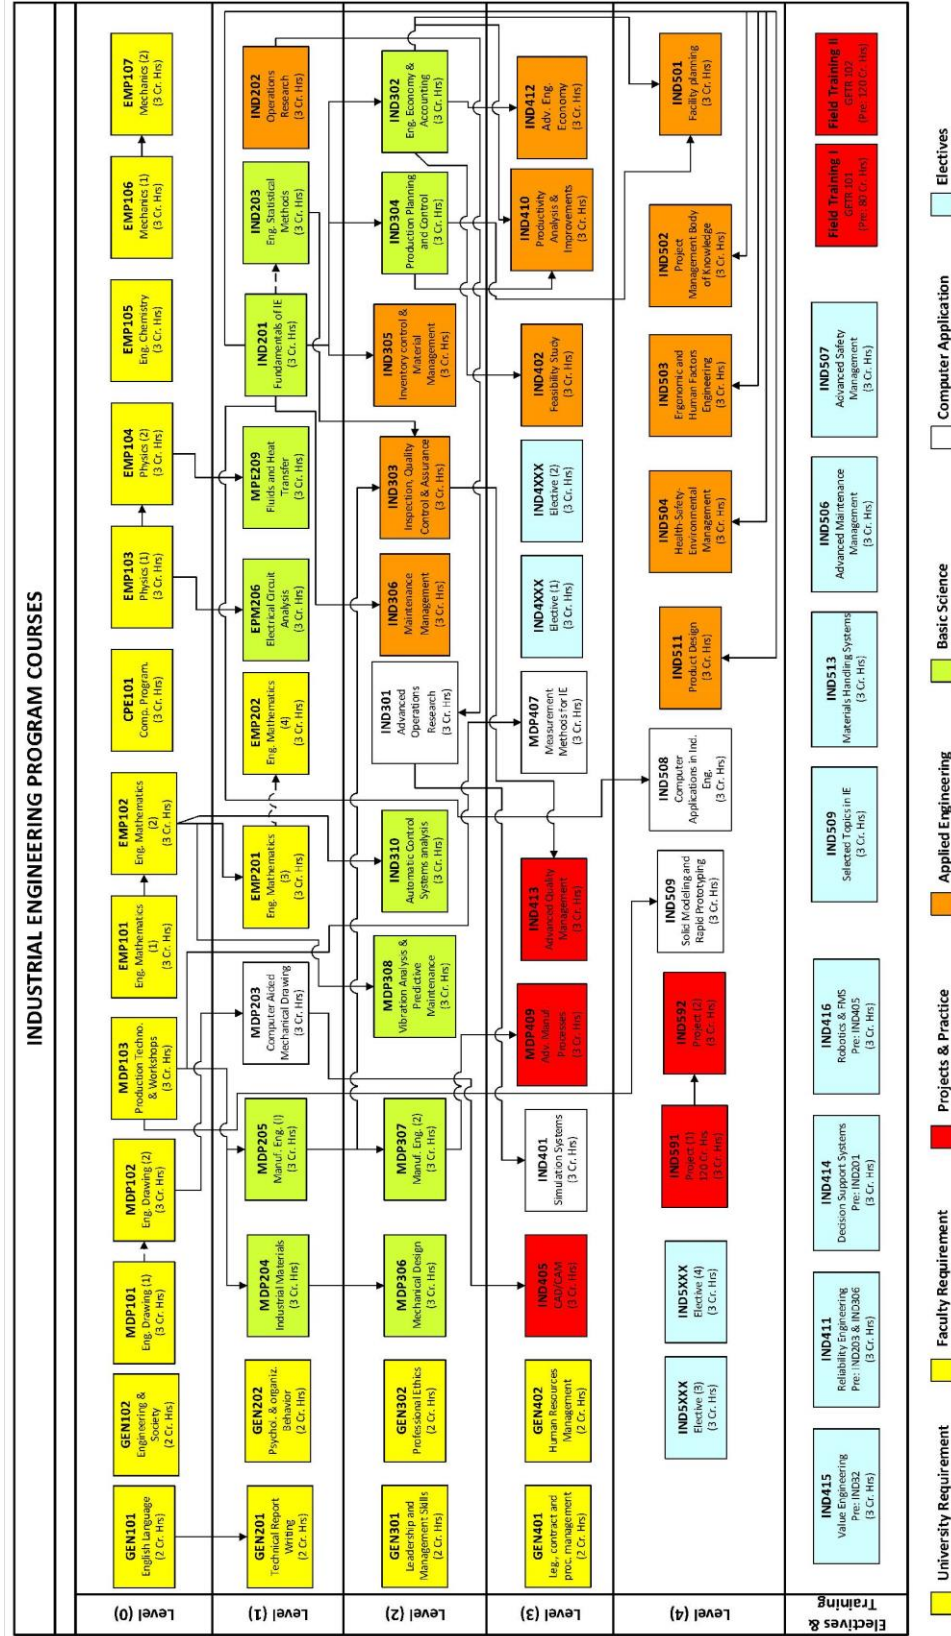 INDUSTRIAL ENGINEERING PROGRAM COURSES
Level (0)
GEN101
English Language
(2 Cr. Hrs)
GEN102
Engineering &
Society
(2 Cr. Hrs)
MDP101
Eng. Drawing (1)
(3 Cr. Hrs)
MDP102
Eng. Drawing (2)
(3 Cr. Hrs)
MDP103
Production Techno.
& Workshops
(3 Cr. Hrs)
EMP101
Eng. Mathematics
(1)
(3 Cr. Hrs)
EMP102
Eng. Mathematics
(2)
(3 Cr. Hrs)
CPE101
Comp. Program.
(3 Cr. Hrs)
EMP103
Physics (1)
(3 Cr. Hrs)
EMP104
Physics (2)
(3 Cr. Hrs)
EMP105
Eng. Chemistry
(3 Cr. Hrs)
EMP106
Mechanics (1)
(3 Cr. Hrs)
EMP107
Mechanics (2)
(3 Cr. Hrs)
Level (1)
GEN201
Technical Report
Writing
(2 Cr. Hrs)
GEN202
Psychol. & organiz.
Behavior
(2 Cr. Hrs)
MDP204
Industrial Materials
(3 Cr. Hrs)
MDP205
Manuf. Eng. (I)
(3 Cr. Hrs)
MDP203
Computer Aided
Mechanical Drawing
(3 Cr. Hrs)
EMP201
Eng. Mathematics
(3)
(3 Cr. Hrs)
EMP202
Eng. Mathematics
(4)
(3 Cr. Hrs)
EPM206
Electrical Circuit
Analysis
(3 Cr. Hrs)
MPE209
Fluids and Heat
Transfer
(3 Cr. Hrs)
IND201
Fundamentals of IE
(3 Cr. Hrs)
IND203
Eng. Statistical
Methods
(3 Cr. Hrs)
IND202
Operations
Research
(3 Cr. Hrs)
Level (2)
GEN301
Leadership and
Management Skills
(2 Cr. Hrs)
GEN302
Professional Ethics
(2 Cr. Hrs)
MDP306
Mechanical Design
(3 Cr. Hrs)
MDP307
Manuf. Eng. (2)
(3 Cr. Hrs)
MDP308
Vibration Analysis &
Predictive
Maintenance
(3 Cr. Hrs)
IND310
Automatic Control
Systems analysis
(3 Cr. Hrs)
IND301
Advanced
Operations
Research
(3 Cr. Hrs)
IND306
Maintenance
Management
(3 Cr. Hrs)
IND303
Inspection, Quality
Control & Assurance
(3 Cr. Hrs)
IND305
Inventory control &
Material
Management
(3 Cr. Hrs)
IND304
Production Planning
and Control
(3 Cr. Hrs)
IND302
Eng. Economy &
Accounting
(3 Cr. Hrs)
Level (3)
GEN401
Leg., contract and
proc. management
(2 Cr. Hrs)
GEN402
Human Resources
Management
(2 Cr. Hrs)
IND405
CAD/CAM
(3 Cr. Hrs)
IND401
Simulation Systems
(3 Cr. Hrs)
MDP409
Adv. Manuf
Processes
(3 Cr. Hrs)
IND413
Advanced Quality
Management
(3 Cr. Hrs)
MDP407
Measurement
Methods for IE
(3 Cr. Hrs)
IND4XXX
Elective (1)
(3 Cr. Hrs)
IND4XXX
Elective (2)
(3 Cr. Hrs)
IND402
Feasibility Study
(3 Cr. Hrs)
IND410
Productivity
Analysis &
Improvements
(3 Cr. Hrs)
IND412
Adv. Eng.
Economy
(3 Cr. Hrs)
Level (4)
IND5XXX
Elective (3)
(3 Cr. Hrs)
IND5XXX
Elective (4)
(3 Cr. Hrs)
IND591
Project (1)
120 Cr. Hrs
(3 Cr. Hrs)
IND592
Project (2)
(3 Cr. Hrs)
IND509
Solid Modeling and
Rapid Prototyping
(3 Cr. Hrs)
IND508
Computer
Applications in Ind.
Eng.
(3 Cr. Hrs)
IND511
Product Design
(3 Cr. Hrs)
IND504
Health-Safety-
Environmental
Management
(3 Cr. Hrs)
IND503
Ergonomic and
Human Factors
Engineering
(3 Cr. Hrs)
IND502
Project
Management Body
of Knowledge
(3 Cr. Hrs)
IND501
Facility planning
(3 Cr. Hrs)
Electives &
Training
IND415
Value Engineering
Pre: IND32
(3 Cr. Hrs)
IND411
Reliability Engineering
Pre: IND203 & IND306
(3 Cr. Hrs)
IND414
Decision Support Systems
Pre: IND201
(3 Cr. Hrs)
IND416
Robotics & FMS
Pre: IND405
(3 Cr. Hrs)
IND509
Selected Topics in IE
(3 Cr. Hrs)
IND513
Materials Handling Systems
(3 Cr. Hrs)
IND506
Advanced Maintenance
Management
(3 Cr. Hrs)
IND507
Advanced Safety
Management
(3 Cr. Hrs)
Field Training I
GFTR 101
(Pre: 80 Cr. Hrs)
Field Training II
GFTR 102
(Pre: 120 Cr. Hrs)
University Requirement
Faculty Requirement
Projects & Practice
Applied Engineering
Basic Science
Computer Application
Electives